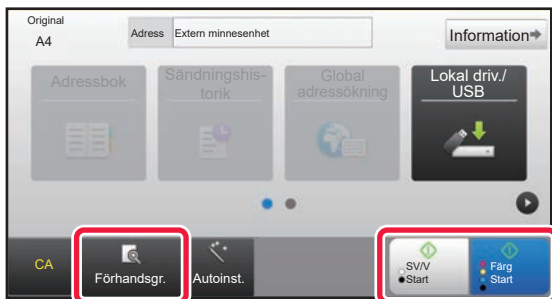 Original
A4
Adress
Extern minnesenhet
Information
Adressbok
Sändningshis-
torik
Global
adressökning
Lokal driv./
USB
CA
Förhandsgr.
Autoinst.
SV/V
Start
Färg
Start